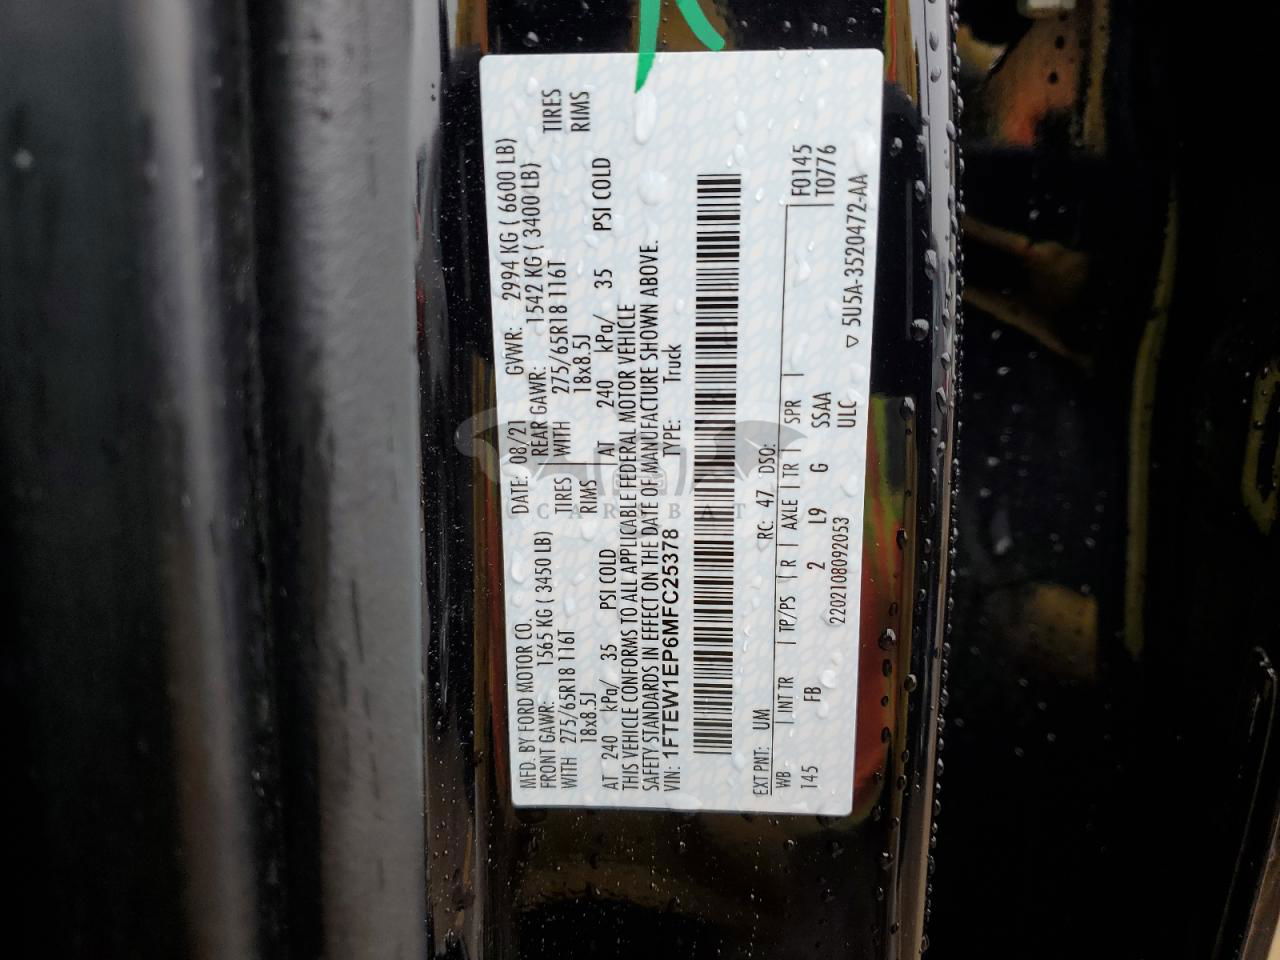 MFD. BY FORD MOTOR CO. DATE: 08/21 GVWR: 2994 KG ( 6600 LB)
FRONT GAWR: 1565 KG ( 3450 LB) REAR GAWR: 1542 KG ( 3400 LB)
WITH 275/65R18 116T TIRES WITH 275/65R18 116T TIRES
18x8.5J RIMS 18x8.5J RIMS
AT 240 kPa/ 35 PSI COLD AT 240 kPa/ 35 PSI COLD
THIS VEHICLE CONFORMS TO ALL APPLICABLE FEDERAL MOTOR VEHICLE
SAFETY STANDARDS IN EFFECT ON THE DATE OF MANUFACTURE SHOWN ABOVE.
VIN: 1FTEW1EP6MFC25378 TYPE: Truck
EXT PNT: UM RC: 47 DSO: F0145
WB INT TR TP/PS R AXLE TR SPR T0776
145 FB 2 L9 G SSAA
2202108092053 ULC ▽ 5U5A-3520472-AA
CARSBAT